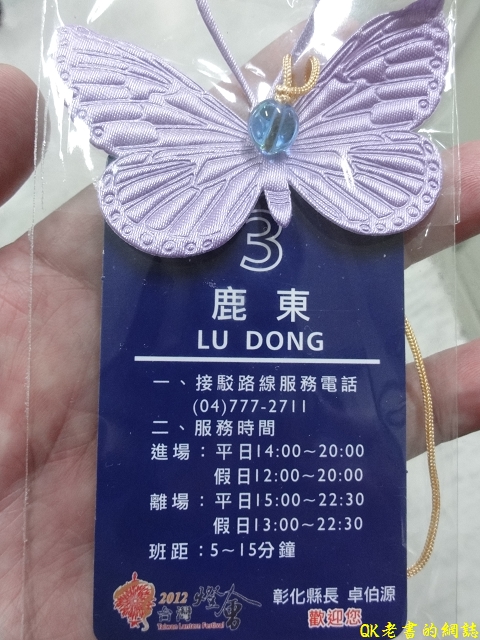 3
鹿東
LU DONG
一、接駁路線服務電話
(04)777-2711
二、服務時間
進場：平日14:00~20:00
假日12:00~20:00
離場：平日15:00~22:30
假日13:00~22:30
班距：5~15分鐘
2012
台灣燈會
Taiwan Lantern Festival
彰化縣長 卓伯源
歡迎您
QK老書的網誌